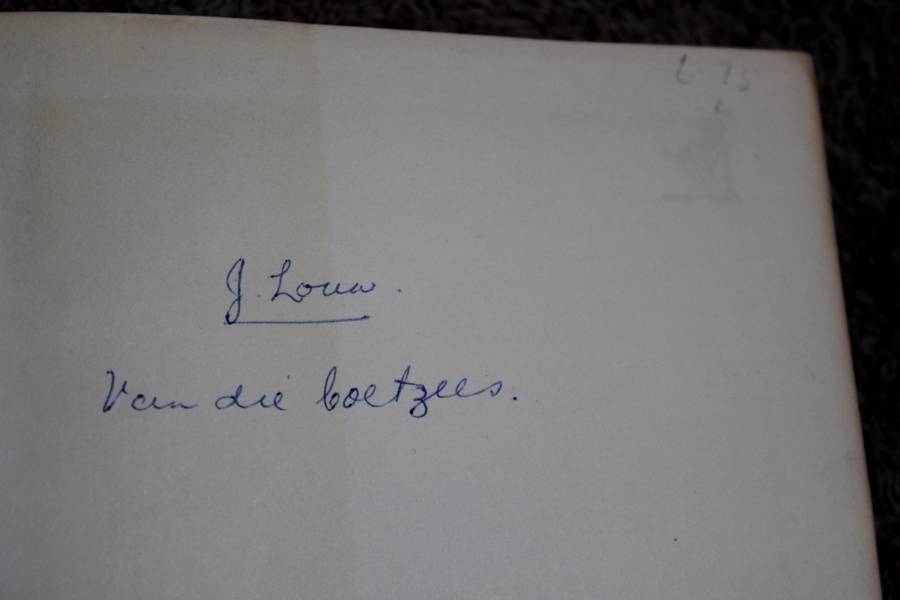 J. Louw.
Van die Coetzees.